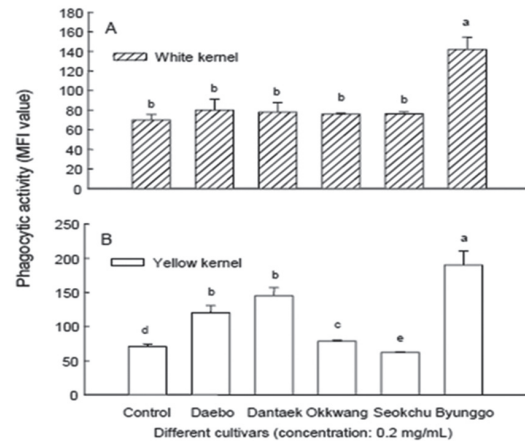 Phagocytic activity (MFI value)
180
160
140
120
100
80
60
40
20
0
A
White kernel
b
b
b
b
b
a
250
200
150
100
50
0
B
Yellow kernel
d
b
b
c
e
a
Control Daebo Dantaek Okkwang Seokchu Byunggo
Different cultivars (concentration: 0.2 mg/mL)